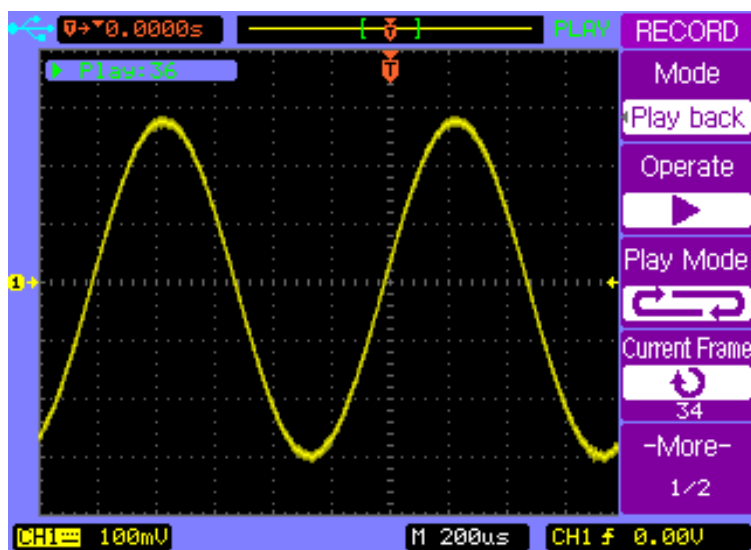 T→▼0.0000s
T
PLAY
RECORD
Play:36
T
Mode
Play back
Operate
Play Mode
Current Frame
34
-More-
1/2
1
CH1 100mV
M 200us
CH1 0.00V